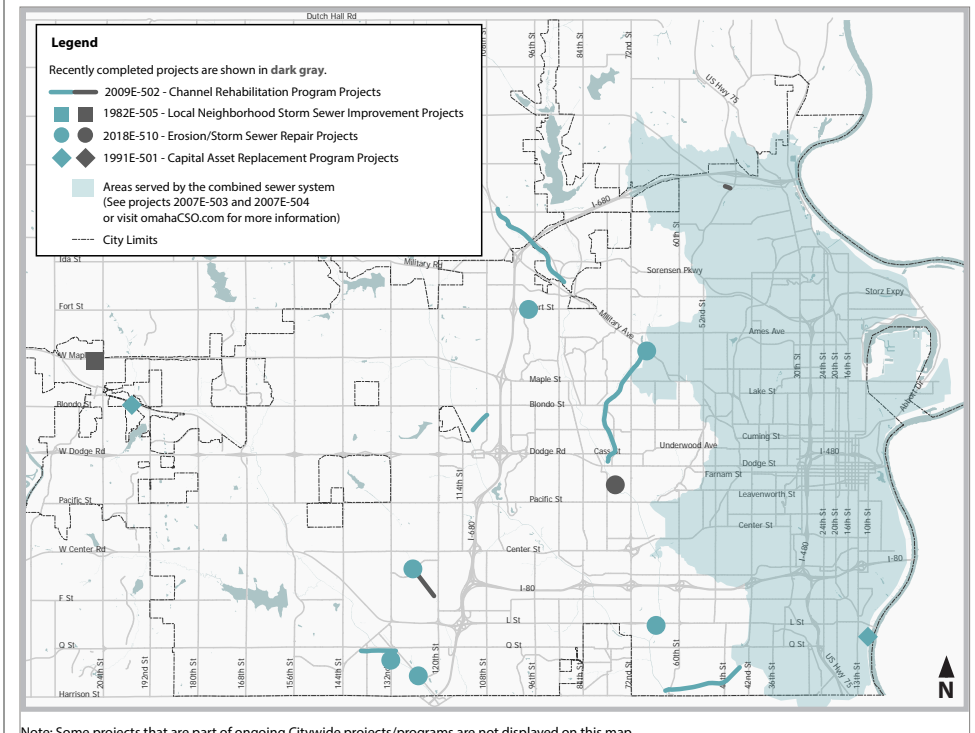 Dutch Hall Rd
Legend
Recently completed projects are shown in dark gray.
2009E-502 - Channel Rehabilitation Program Projects
1982E-505 - Local Neighborhood Storm Sewer Improvement Projects
2018E-510 - Erosion/Storm Sewer Repair Projects
1991E-501 - Capital Asset Replacement Program Projects
Areas served by the combined sewer system
(See projects 2007E-503 and 2007E-504
or visit omahaCSO.com for more information)
City Limits
96th St
84th St
72nd St
US Hwy 75
I-680
60th St
Ida St
Military Rd
Sorensen Pkwy
Storz Expy
Fort St
ort St
Military Ave
52nd St
Ames Ave
W Map
30th St
24th St
20th St
16th St
Maple St
Lake St
Abbott Dr
Blondo St
Blondo St
Cuming St
W Dodge Rd
Dodge Rd
Cass St
Underwood Ave
I-480
Dodge St
Farnam St
114th St
Leavenworth St
Pacific St
Pacific St
24th St
20th St
16th St
10th St
Center St
I-680
W Center Rd
Center St
I-480
I-80
I-80
F St
L St
L St
Q St
Q St
Q St
60th St
204th St
192nd St
180th St
168th St
156th St
144th St
132nd
120th St
108th St
96th St
84th St
72nd St
42nd St
36th St
US Hwy 75
13th St
Harrison St
N
Note: Some projects that are part of ongoing Citywide projects/programs are not displayed on this map.